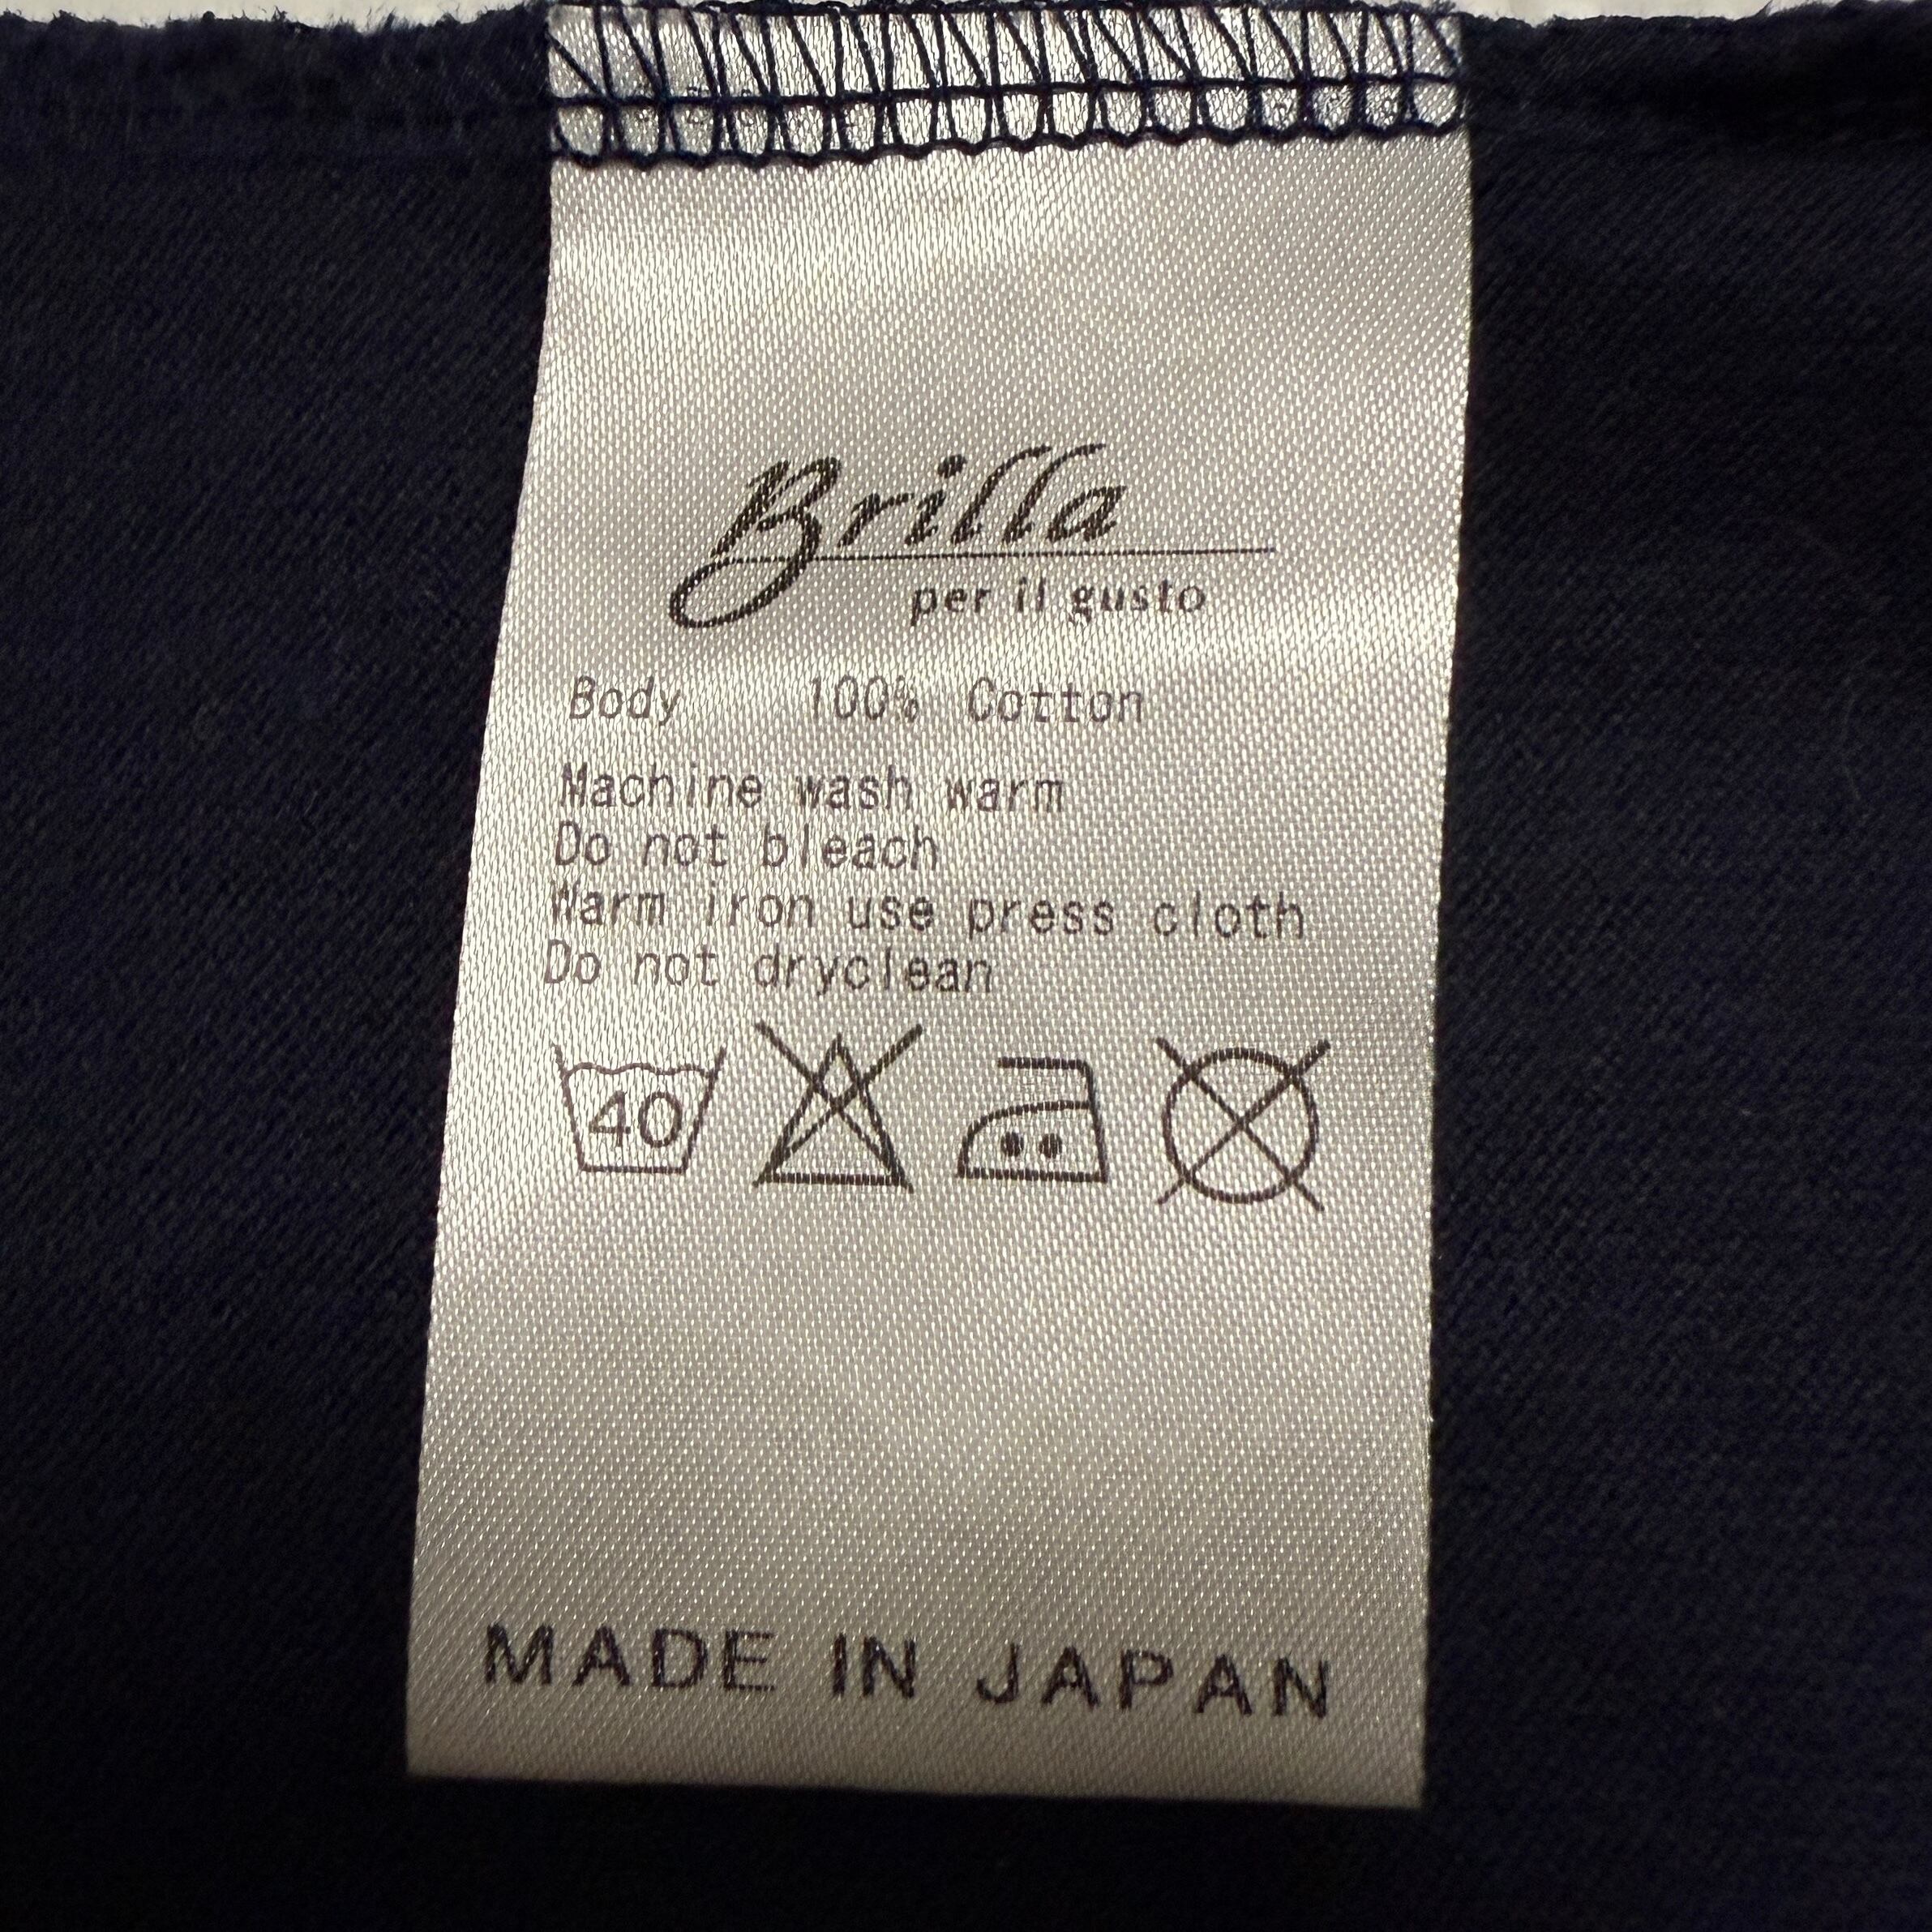 Brilla
per il gusto
Body 100% Cotton
Machine wash warm
Do not bleach
Warm iron use press cloth
Do not dryclean
40
MADE IN JAPAN